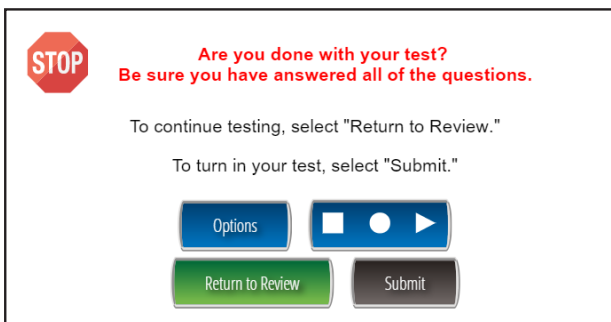 STOP
Are you done with your test?
Be sure you have answered all of the questions.
To continue testing, select "Return to Review."
To turn in your test, select "Submit."
Options
Return to Review
Submit